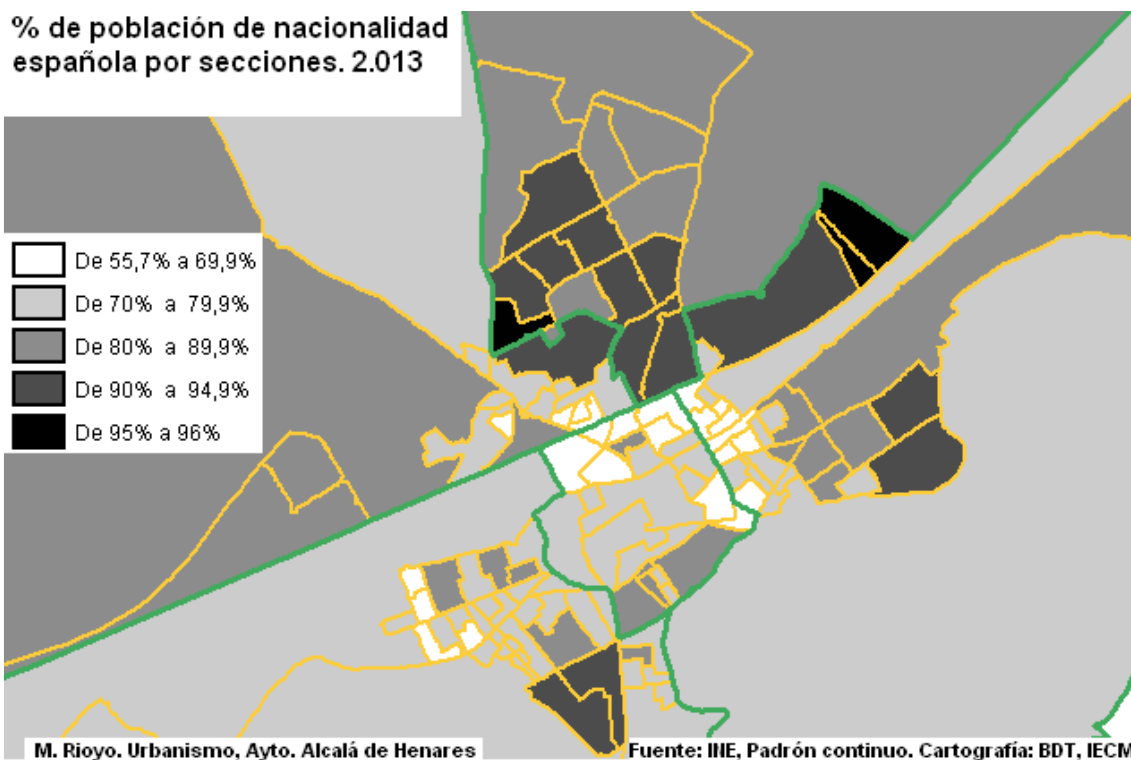 % de población de nacionalidad
española por secciones. 2.013
De 55,7% a 69,9%
De 70% a 79,9%
De 80% a 89,9%
De 90% a 94,9%
De 95% a 96%
M. Rioyo. Urbanismo, Ayto. Alcalá de Henares
Fuente: INE, Padrón continuo. Cartografía: BDT, IECM